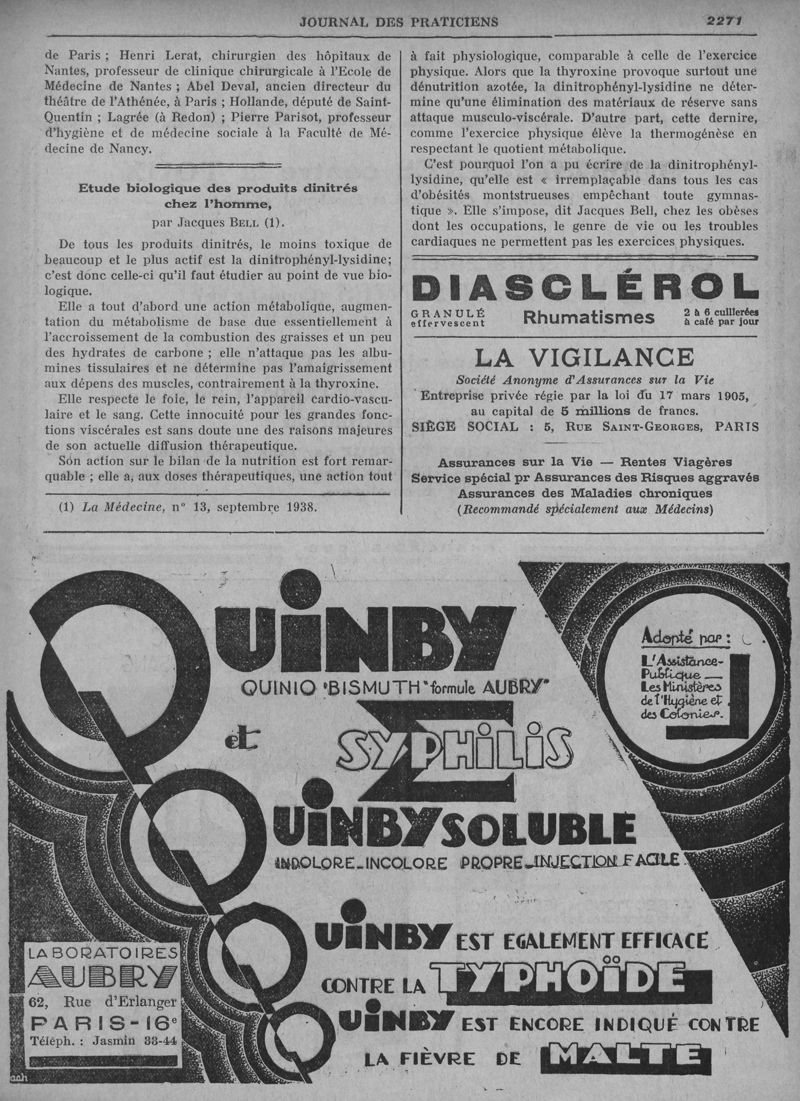 JOURNAL DES PRATICIENS
2271
de Paris ; Henri Lerat, chirurgien des hôpitaux de
Nantes, professeur de clinique chirurgicale à l'Ecole de
Médecine de Nantes ; Abel Deval, ancien directeur du
théâtre de l'Athénée, à Paris ; Hollande, député de Saint-
Quentin ; Lagrée (à Redon) ; Pierre Parisot, professeur
d'hygiène et de médecine sociale à la Faculté de Mé-
decine de Nancy.
Etude biologique des produits dinitrés
chez l'homme,
par Jacques BELL (1).
De tous les produits dinitrés, le moins toxique de
beaucoup et le plus actif est la dinitrophényl-lysidine;
c'est donc celle-ci qu'il faut étudier au point de vue bio-
logique.
Elle a tout d'abord une action métabolique, augmen-
tation du métabolisme de base due essentiellement à
l'accroissement de la combustion des graisses et un peu
des hydrates de carbone ; elle n'attaque pas les albu-
mines tissulaires et ne détermine pas l'amaigrissement
aux dépens des muscles, contrairement à la thyroxine.
Elle respecte le foie, le rein, l'appareil cardio-vascu-
laire et le sang. Cette innocuité pour les grandes fonc-
tions viscérales est sans doute une des raisons majeures
de son actuelle diffusion thérapeutique.
Son action sur le bilan de la nutrition est fort remar-
quable ; elle a, aux doses thérapeutiques, une action tout
(1) La Médecine, n° 13, septembre 1938.
à fait physiologique, comparable à celle de l'exercice
physique. Alors que la thyroxine provoque surtout une
dénutrition azotée, la dinitrophényl-lysidine ne déter-
mine qu'une élimination des matériaux de réserve sans
attaque musculo-viscérale. D'autre part, cette dernire,
comme l'exercice physique élève la thermogénèse en
respectant le quotient métabolique.
C'est pourquoi l'on a pu écrire de la dinitrophényl-
lysidine, qu'elle est « irremplaçable dans tous les cas
d'obésités montstrueuses empêchant toute gymnas-
tique ». Elle s'impose, dit Jacques Bell, chez les obèses
dont les occupations, le genre de vie ou les troubles
cardiaques ne permettent pas les exercices physiques.
DIASCLÉROL
GRANULÉ
effervescent
Rhumatismes
2 à 6 cuillerées
à café par jour
LA VIGILANCE
Société Anonyme d'Assurances sur la Vie
Entreprise privée régie par la loi du 17 mars 1905,
au capital de 5 millions de francs.
SIÈGE SOCIAL : 5, RUE SAINT-GEORGES, PARIS
Assurances sur la Vie — Rentes Viagères
Service spécial pr Assurances des Risques aggravés
Assurances des Maladies chroniques
(Recommandé spécialement aux Médecins)
QUINBY
QUINIO "BISMUTH" formule AUBRY"
et SYPHILIS
QUINBY SOLUBLE
INDOLORE-INCOLORE PROPRE-INJECTION FACILE
Adopté par :
L'Assistance-
Publique
Les Ministères
de l'Hygiène et
des Colonies.
QUINBY EST EGALEMENT EFFICACE
CONTRE LA TYPHOÏDE
QUINBY EST ENCORE INDIQUÉ CONTRE
LA FIÈVRE DE MALTE
LABORATOIRES
AUBRY
62, Rue d'Erlanger
PARIS-16e
Téléph. : Jasmin 33-44